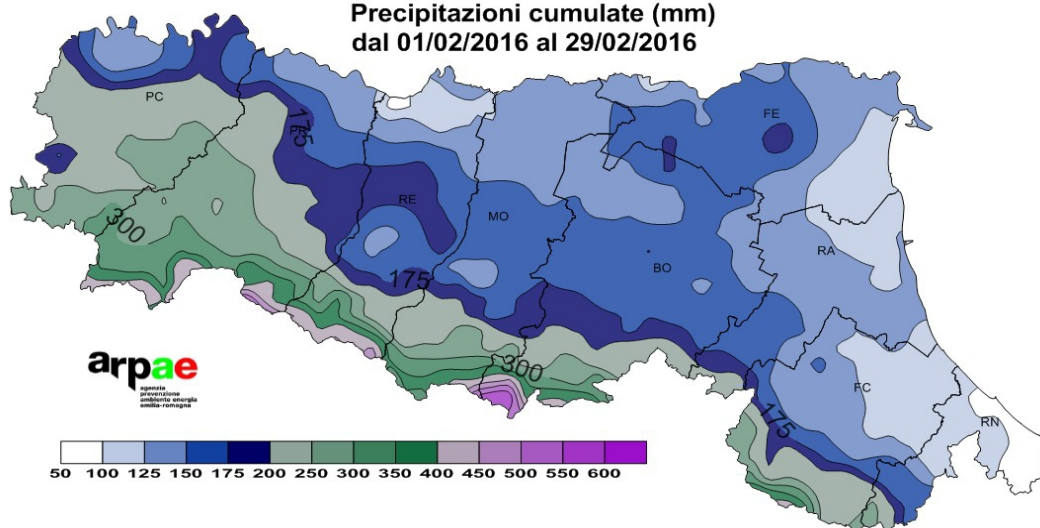 Precipitazioni cumulate (mm)
dal 01/02/2016 al 29/02/2016
PC
FE
175
PR
RE
300
MO
BO
RA
175
300
FC
175
RN
arpae
agenzia
prevenzione
ambiente energia
emilia-romagna
50 100 125 150 175 200 250 300 350 400 450 500 550 600